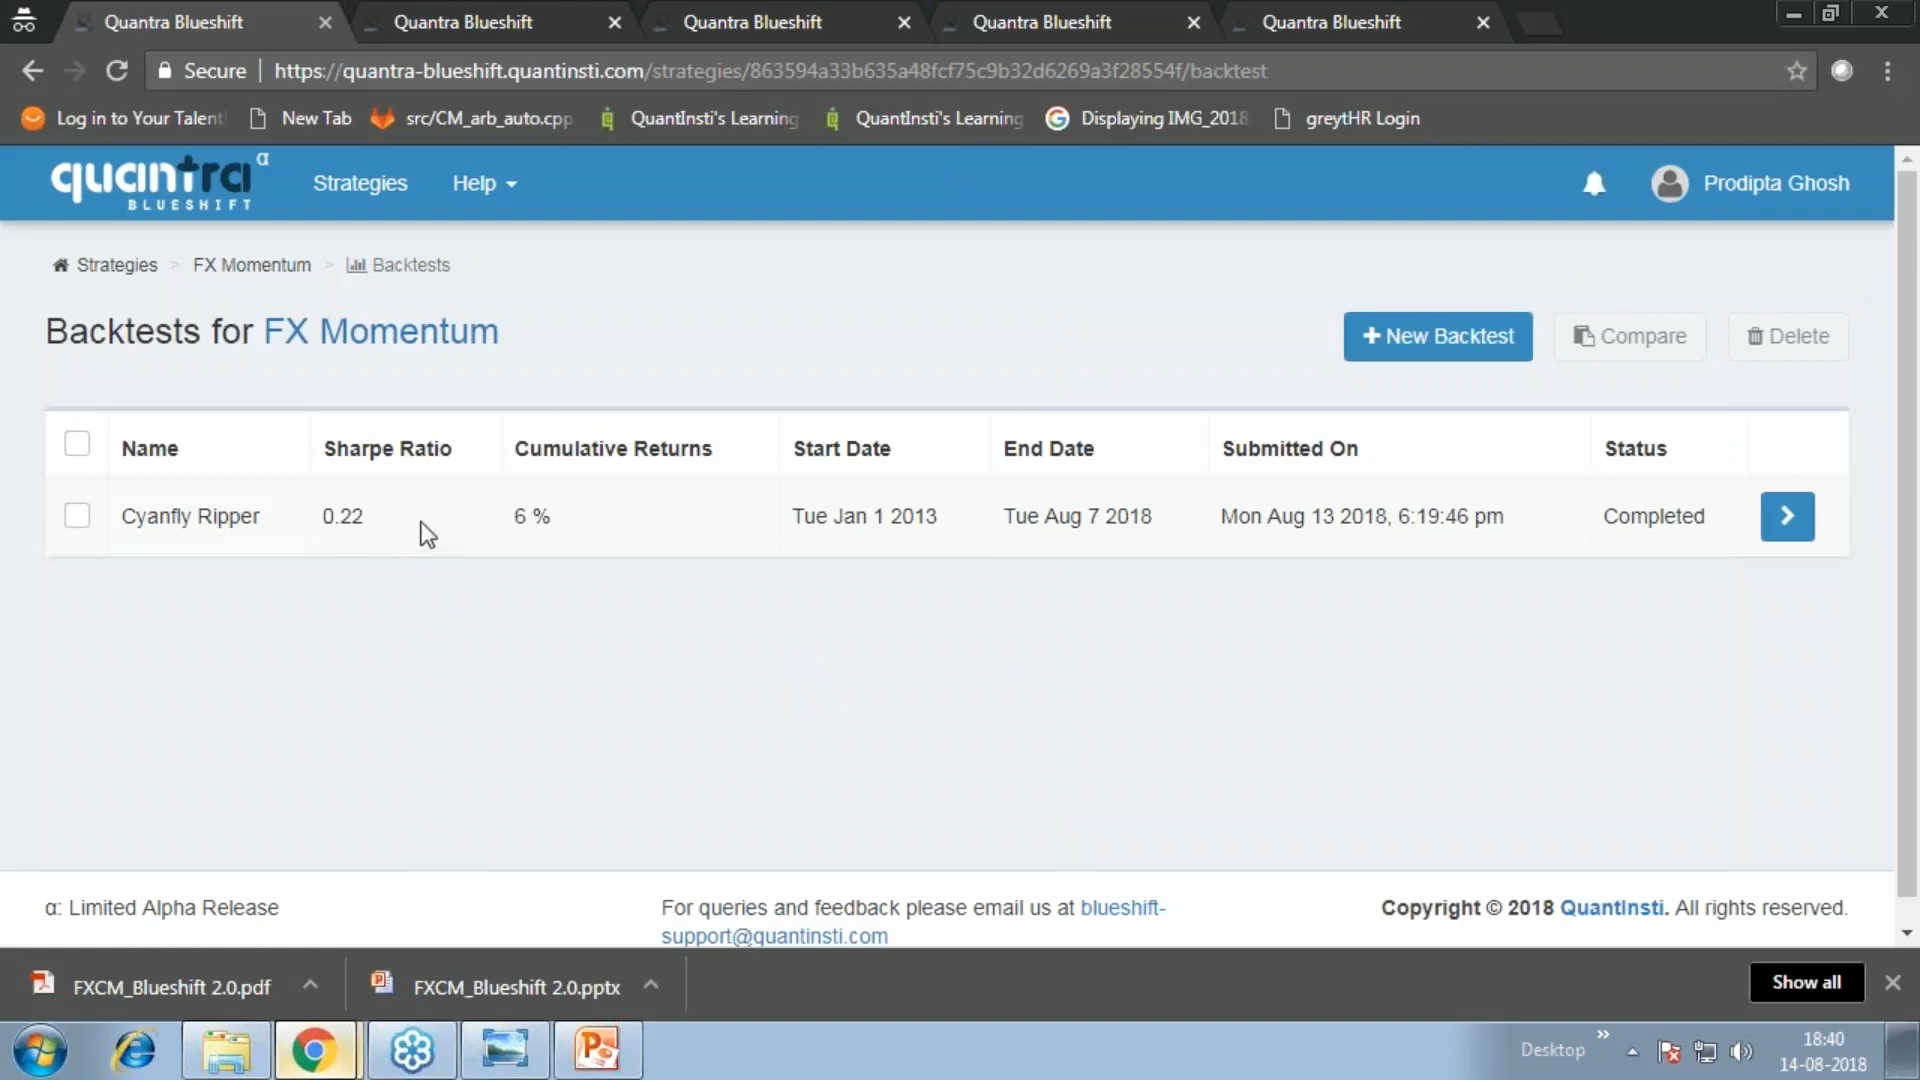 Quantra Blueshift
Quantra Blueshift
Quantra Blueshift
Quantra Blueshift
Quantra Blueshift
Secure | https://quantra-blueshift.quantinsti.com/strategies/863594a33b635a48fcf75c9b32d6269a3f28554f/backtest
Log in to Your Talent
New Tab
src/CM_arb_auto.cpp
QuantInsti's Learning
QuantInsti's Learning
Displaying IMG_2018
greytHR Login
quantra α
BLUESHIFT
Strategies
Help
Prodipta Ghosh
Strategies > FX Momentum > Backtests
Backtests for FX Momentum
+ New Backtest
Compare
Delete
Name Sharpe Ratio Cumulative Returns Start Date End Date Submitted On Status
Cyanfly Ripper 0.22 6 % Tue Jan 1 2013 Tue Aug 7 2018 Mon Aug 13 2018, 6:19:46 pm Completed
α: Limited Alpha Release
For queries and feedback please email us at blueshift-
support@quantinsti.com
Copyright © 2018 QuantInsti. All rights reserved.
FXCM_Blueshift 2.0.pdf
FXCM_Blueshift 2.0.pptx
Show all
Desktop
18:40
14-08-2018